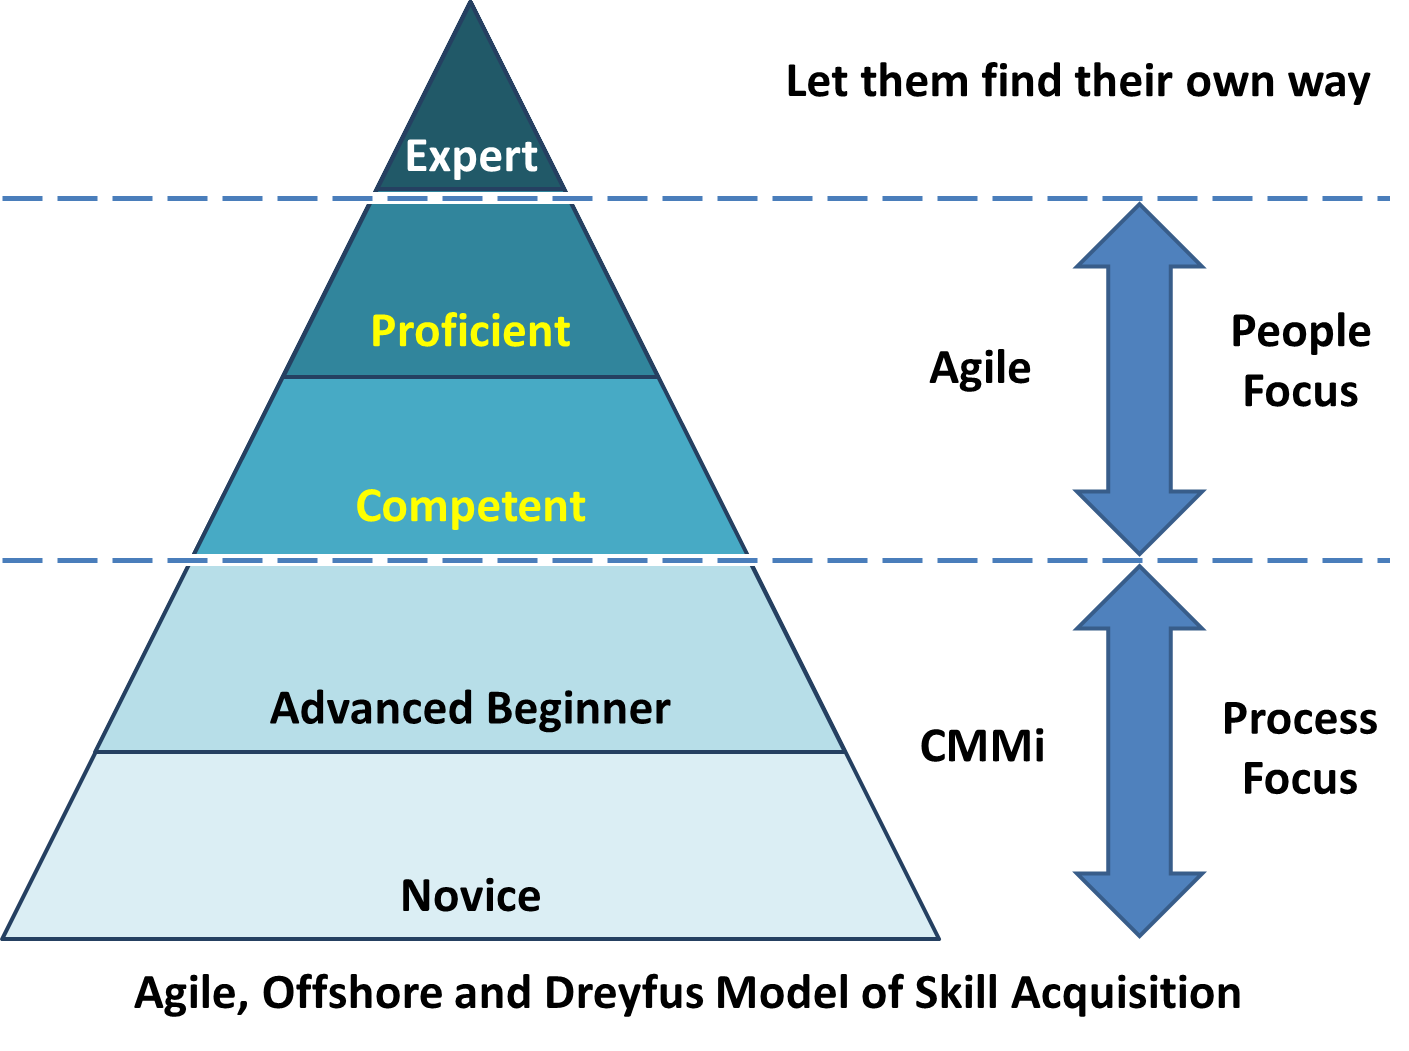 Let them find their own way
Expert
Proficient
Competent
Agile
People
Focus
Advanced Beginner
Novice
CMMi
Process
Focus
Agile, Offshore and Dreyfus Model of Skill Acquisition